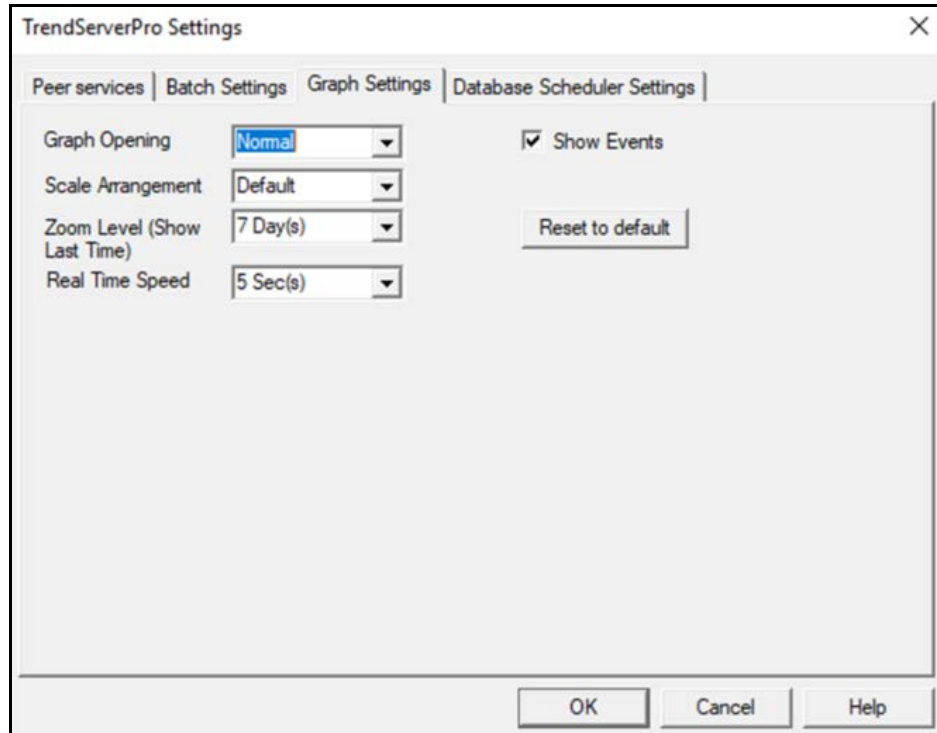 TrendServerPro Settings
Peer services Batch Settings Graph Settings Database Scheduler Settings
Graph Opening Normal Show Events
Scale Arrangement Default
Zoom Level (Show 7 Day(s) Reset to default
Last Time)
Real Time Speed 5 Sec(s)
OK Cancel Help